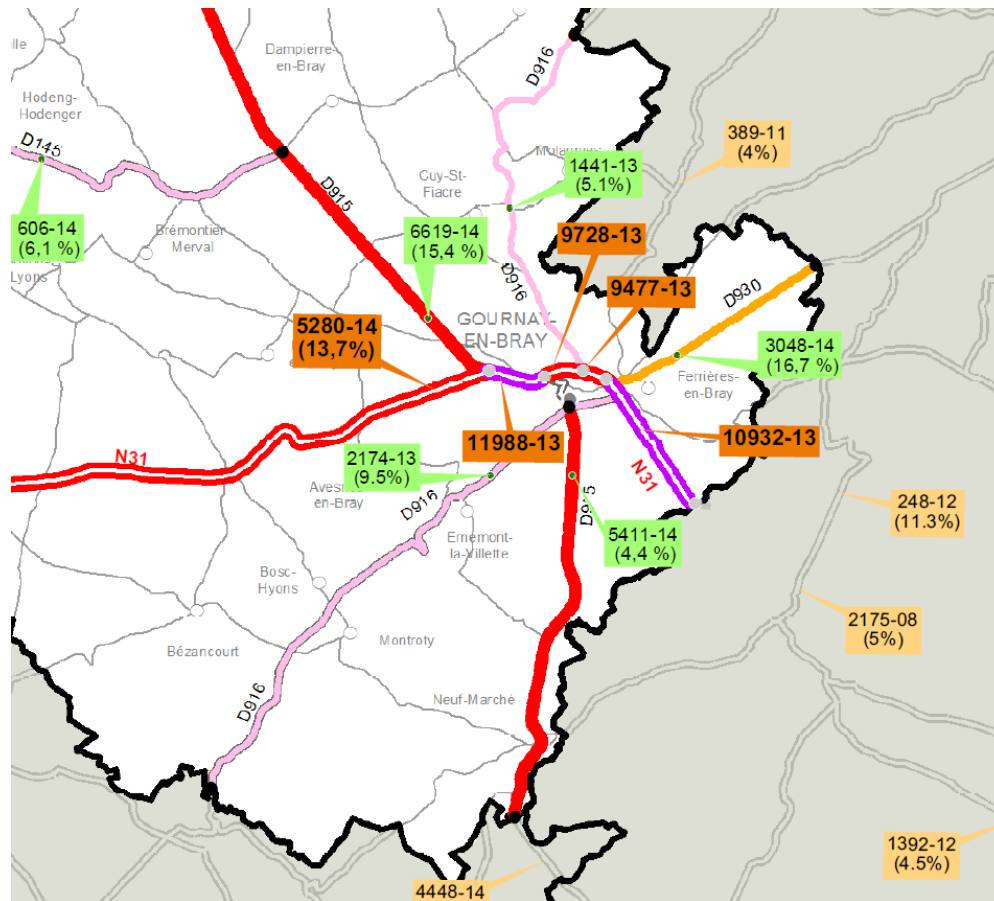 ille
Dampierre-
en-Bray
D916
Hodeng-
Hodenger
D145
389-11
(4%)
1441-13
(5.1%)
D915
Cuy-St-
Fiacre
606-14
(6,1 %)
Lyons
Brémontier-
Merval
6619-14
(15,4 %)
9728-13
D916
9477-13
D930
5280-14
(13,7%)
GOURNAY-
EN-BRAY
3048-14
(16,7 %)
Ferrières-
en-Bray
N31
11988-13
10932-13
2174-13
(9.5%)
N31
Avesnes-
en-Bray
D916
D915
248-12
(11.3%)
Ernemont-
la-Villette
5411-14
(4,4 %)
Bosc-
Hyons
2175-08
(5%)
Montroty
Bézancourt
D916
Neuf-Marché
1392-12
(4.5%)
4448-14